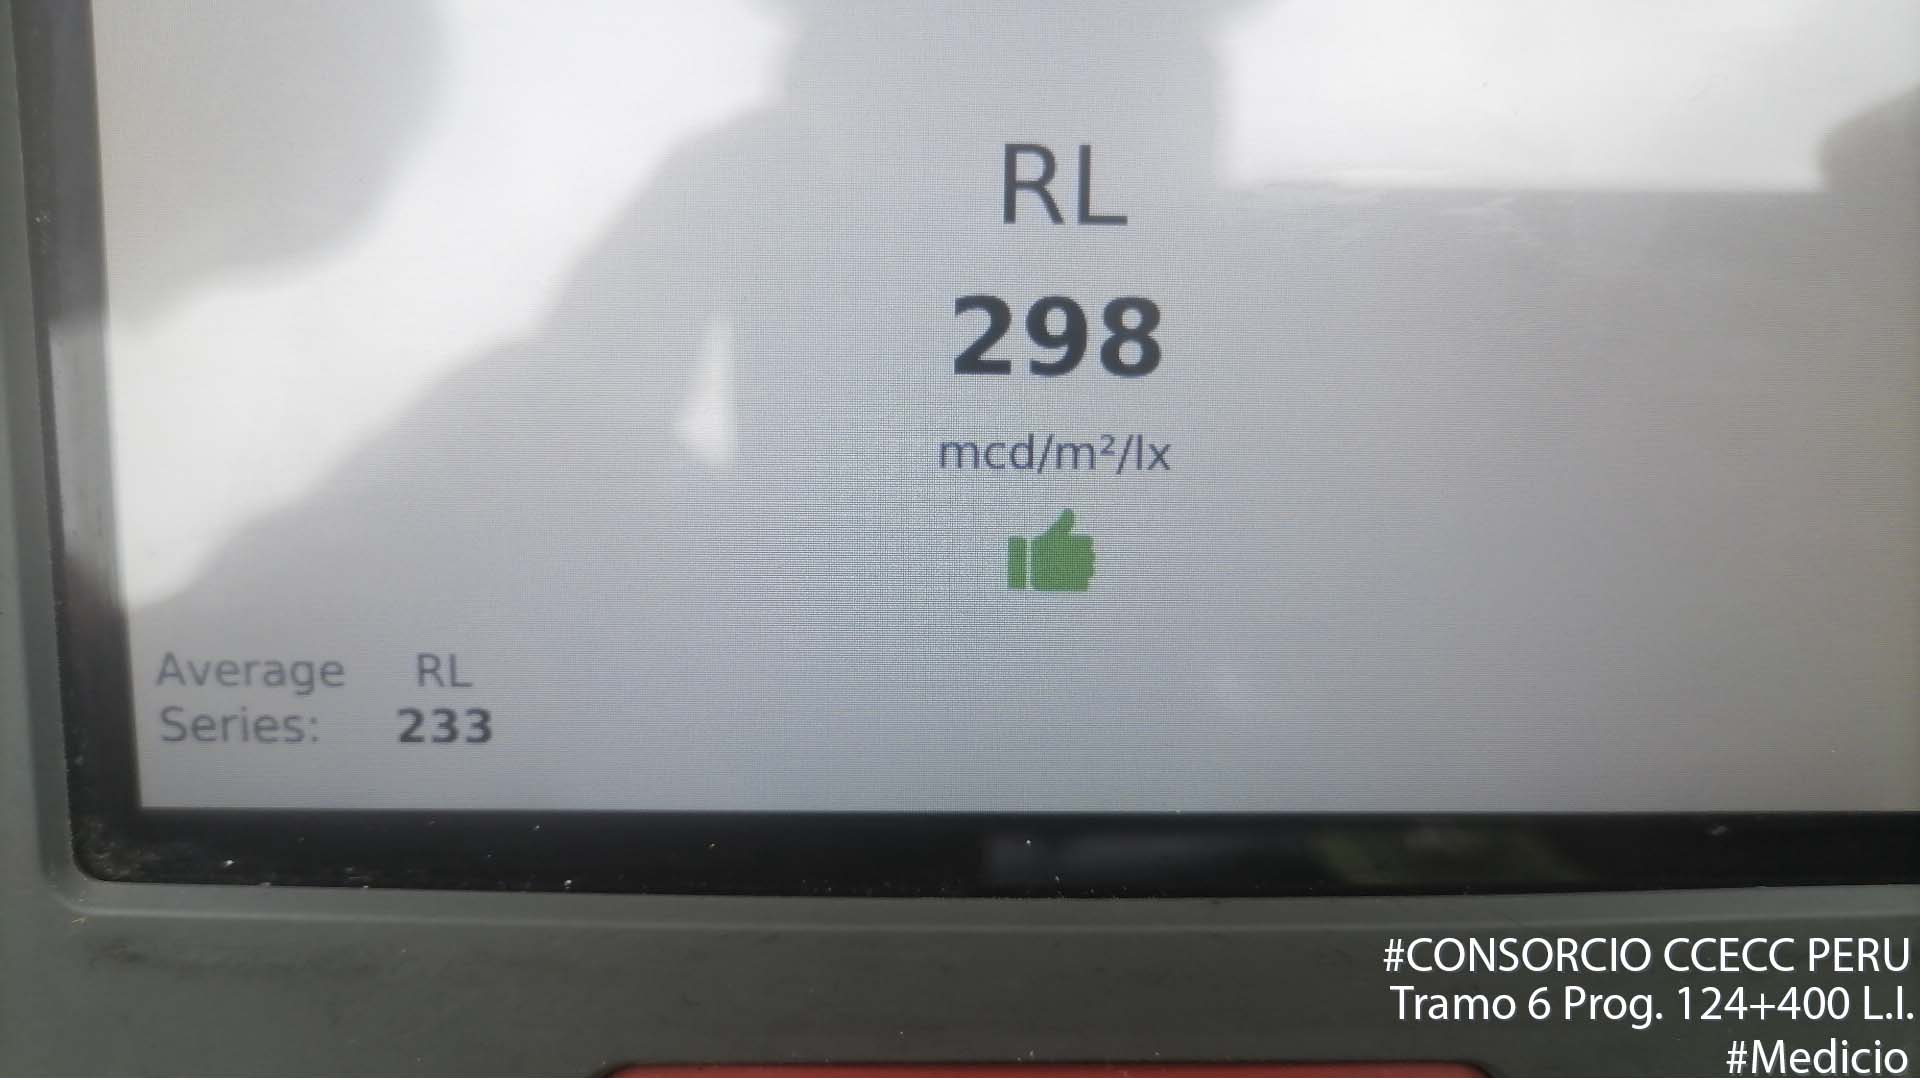 RL
298
mcd/m²/lx
Average RL
Series: 233
#CONSORCIO CCECC PERU
Tramo 6 Prog. 124+400 L.I.
#Medicio